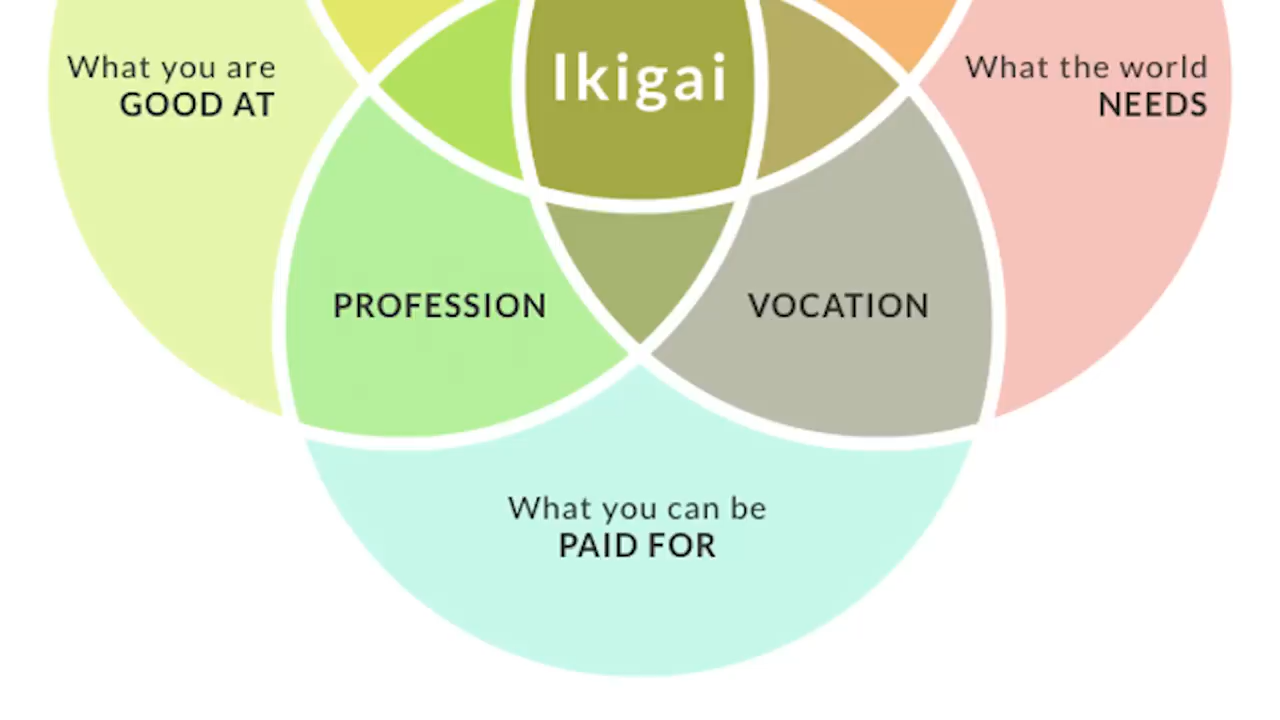 What you are
GOOD AT
Ikigai
What the world
NEEDS
PROFESSION
VOCATION
What you can be
PAID FOR